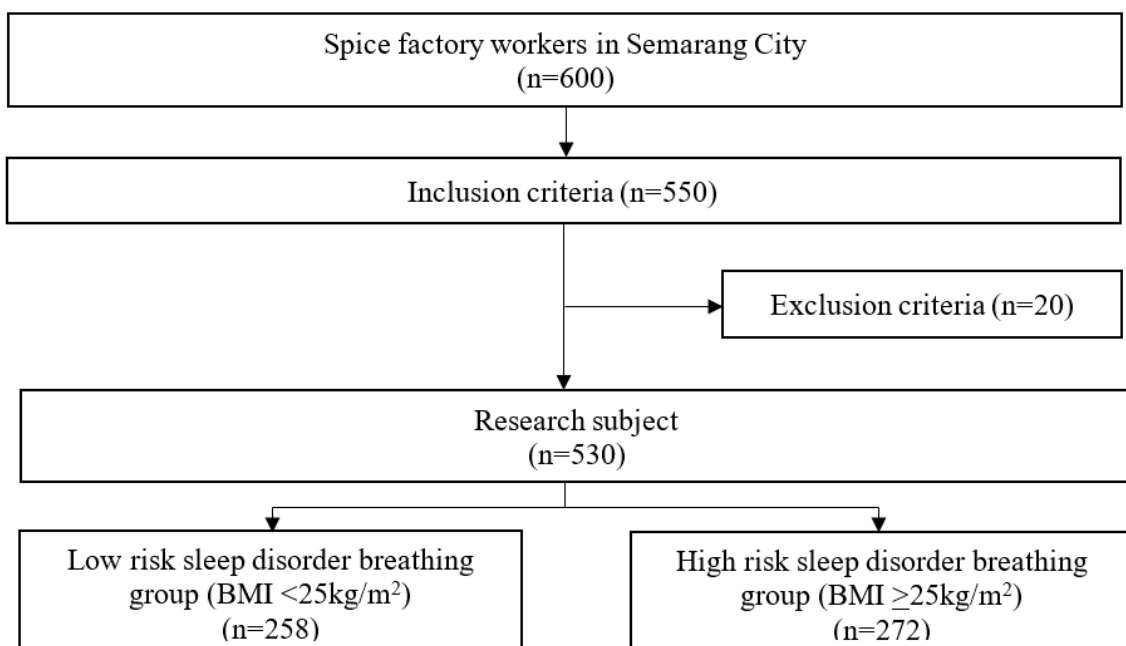 Spice factory workers in Semarang City
(n=600)
Inclusion criteria (n=550)
Exclusion criteria (n=20)
Research subject
(n=530)
Low risk sleep disorder breathing
group (BMI <25kg/m²)
(n=258)
High risk sleep disorder breathing
group (BMI ≥25kg/m²)
(n=272)